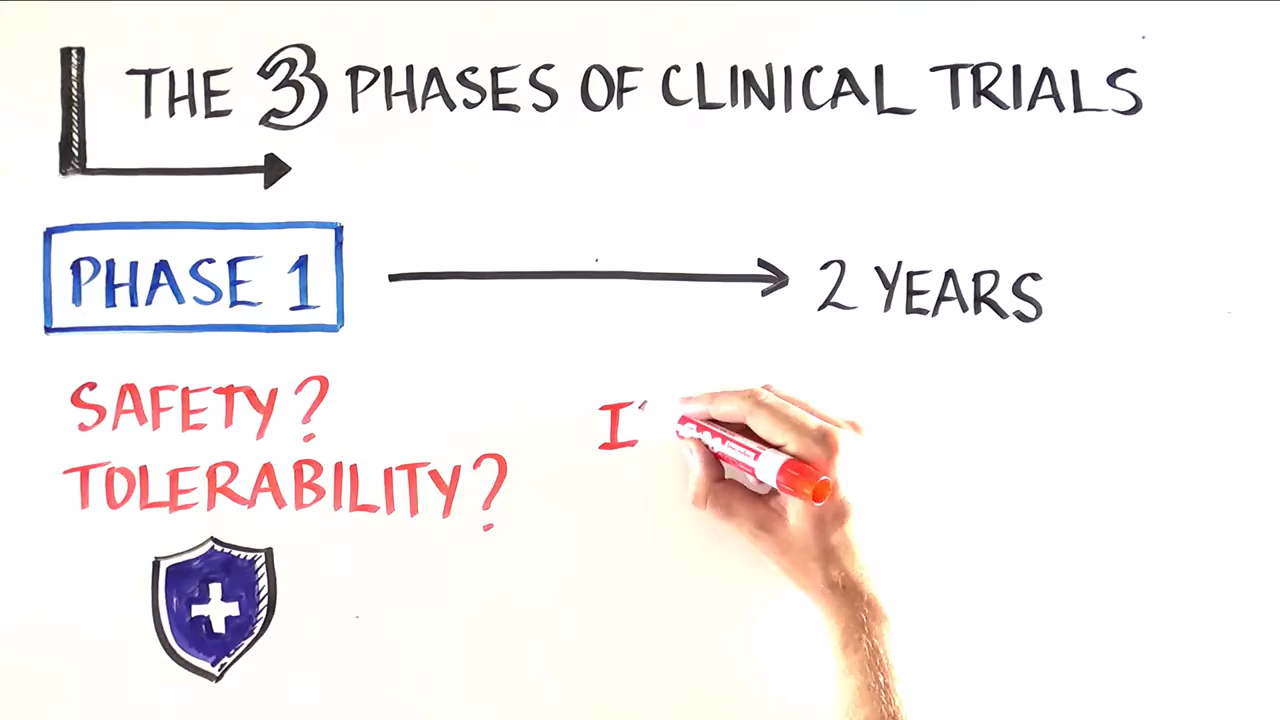 THE 3 PHASES OF CLINICAL TRIALS
PHASE 1
2 YEARS
SAFETY?
TOLERABILITY?
I